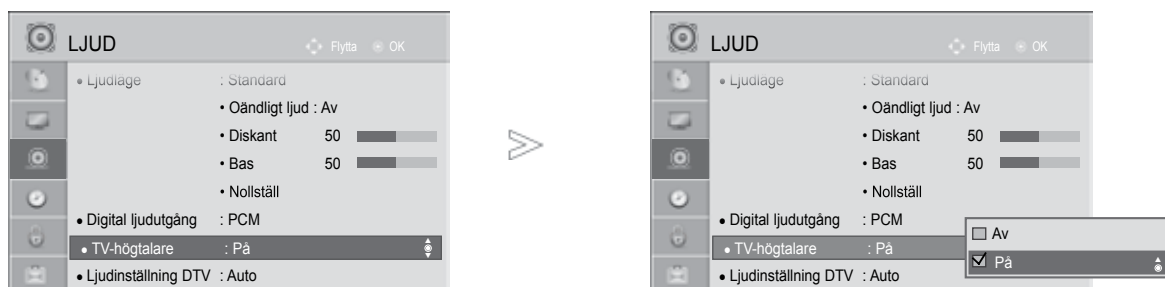 LJUD Flytta OK
• Ljudläge : Standard
• Oändligt ljud : Av
• Diskant 50
• Bas 50
• Nollställ
• Digital ljudutgång : PCM
• TV-högtalare : På
• Ljudinställning DTV : Auto
LJUD Flytta OK
• Ljudläge : Standard
• Oändligt ljud : Av
• Diskant 50
• Bas 50
• Nollställ
• Digital ljudutgång : PCM
• TV-högtalare : På
• Ljudinställning DTV : Auto
Av
På